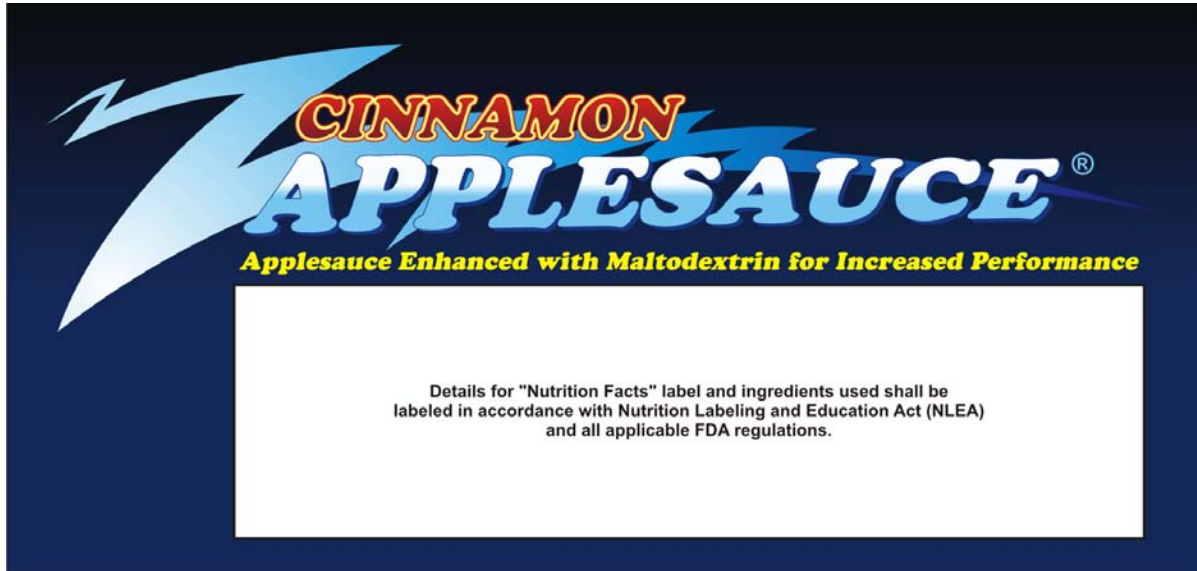 CINNAMON
APPLESAUCE®
Applesauce Enhanced with Maltodextrin for Increased Performance
Details for "Nutrition Facts" label and ingredients used shall be
labeled in accordance with Nutrition Labeling and Education Act (NLEA)
and all applicable FDA regulations.